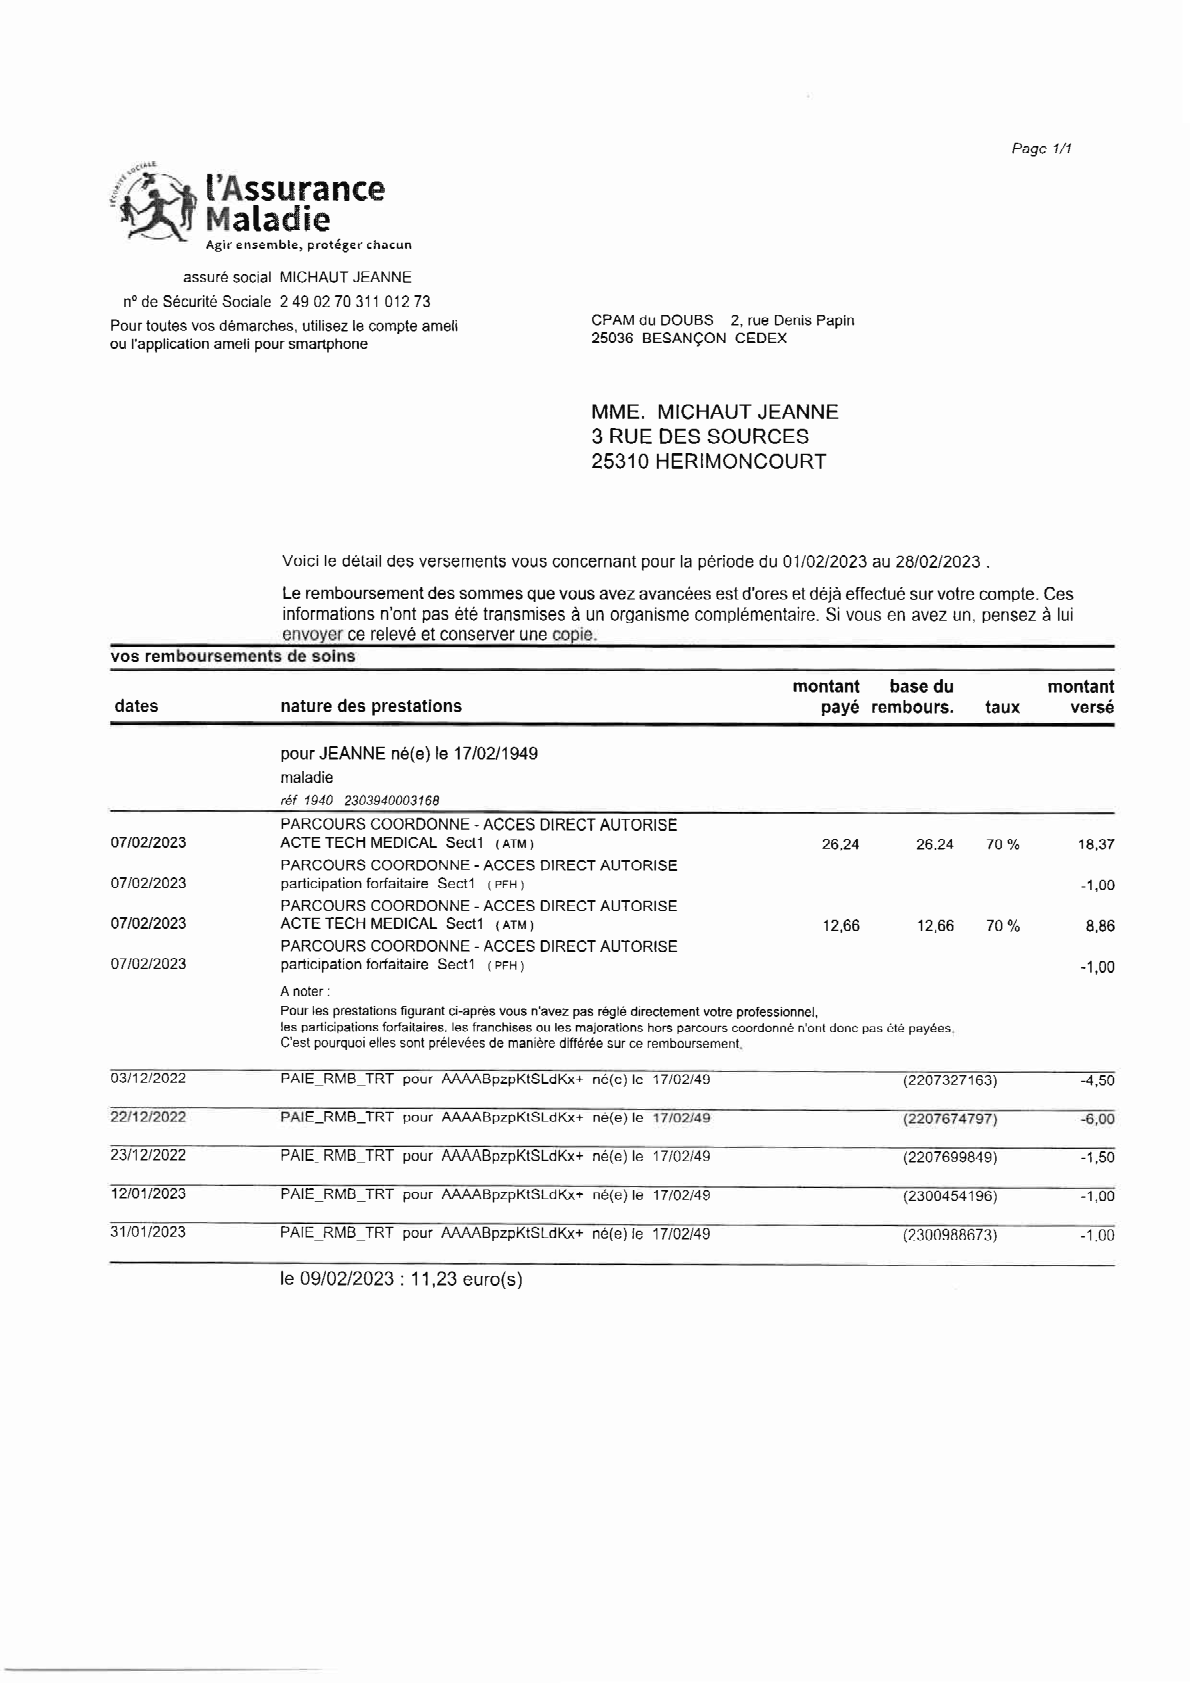 Page 1/1
SÉCURITÉ SOCIALE
l'Assurance
Maladie
Agir ensemble, protéger chacun
assuré social MICHAUT JEANNE
n° de Sécurité Sociale 2 49 02 70 311 012 73
Pour toutes vos démarches, utilisez le compte ameli
ou l'application ameli pour smartphone
CPAM du DOUBS 2, rue Denis Papin
25036 BESANÇON CEDEX
MME. MICHAUT JEANNE
3 RUE DES SOURCES
25310 HERIMONCOURT
Voici le détail des versements vous concernant pour la période du 01/02/2023 au 28/02/2023 .
Le remboursement des sommes que vous avez avancées est d'ores et déjà effectué sur votre compte. Ces
informations n'ont pas été transmises à un organisme complémentaire. Si vous en avez un, pensez à lui
envoyer ce relevé et conserver une copie.
vos remboursements de soins
montant base du montant
dates nature des prestations payé rembours. taux versé
pour JEANNE né(e) le 17/02/1949
maladie
réf 1940 2303940003168
PARCOURS COORDONNE - ACCES DIRECT AUTORISE
07/02/2023 ACTE TECH MEDICAL Sect1 (ATM) 26,24 26.24 70 % 18,37
PARCOURS COORDONNE - ACCES DIRECT AUTORISE
07/02/2023 participation forfaitaire Sect1 (PFH) -1,00
PARCOURS COORDONNE - ACCES DIRECT AUTORISE
07/02/2023 ACTE TECH MEDICAL Sect1 (ATM) 12,66 12,66 70 % 8,86
PARCOURS COORDONNE - ACCES DIRECT AUTORISE
07/02/2023 participation forfaitaire Sect1 (PFH) -1,00
A noter :
Pour les prestations figurant ci-après vous n'avez pas réglé directement votre professionnel,
les participations forfaitaires, les franchises ou les majorations hors parcours coordonné n'ont donc pas été payées.
C'est pourquoi elles sont prélevées de manière différée sur ce remboursement.
03/12/2022 PAIE_RMB_TRT pour AAAABpzpKtSLdKx+ né(e) le 17/02/49 (2207327163) -4,50
22/12/2022 PAIE_RMB_TRT pour AAAABpzpKtSLdKx+ né(e) le 17/02/49 (2207674797) -6,00
23/12/2022 PAIE_RMB_TRT pour AAAABpzpKtSLdKx+ né(e) le 17/02/49 (2207699849) -1,50
12/01/2023 PAIE_RMB_TRT pour AAAABpzpKtSLdKx+ né(e) le 17/02/49 (2300454196) -1,00
31/01/2023 PAIE_RMB_TRT pour AAAABpzpKtSLdKx+ né(e) le 17/02/49 (2300988673) -1.00
le 09/02/2023 : 11,23 euro(s)